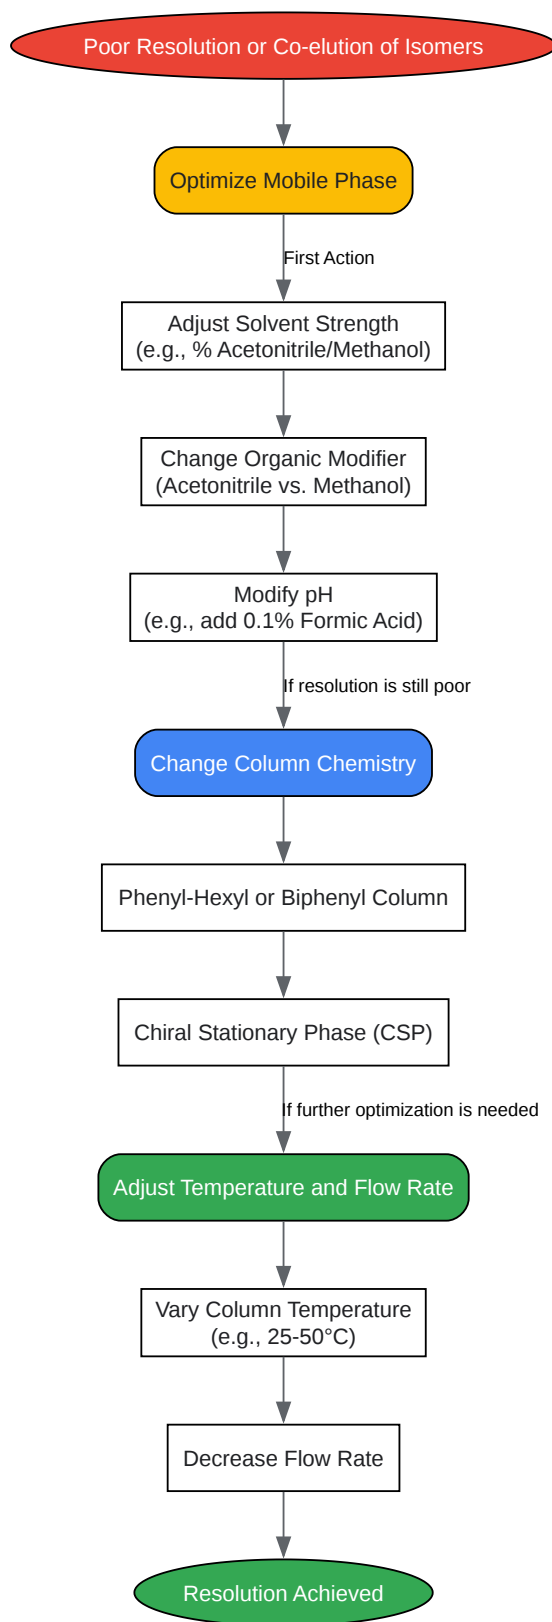 Poor Resolution or Co-elution of Isomers
Optimize Mobile Phase
First Action
Adjust Solvent Strength
(e.g., % Acetonitrile/Methanol)
Change Organic Modifier
(Acetonitrile vs. Methanol)
Modify pH
(e.g., add 0.1% Formic Acid)
If resolution is still poor
Change Column Chemistry
Phenyl-Hexyl or Biphenyl Column
Chiral Stationary Phase (CSP)
If further optimization is needed
Adjust Temperature and Flow Rate
Vary Column Temperature
(e.g., 25-50°C)
Decrease Flow Rate
Resolution Achieved